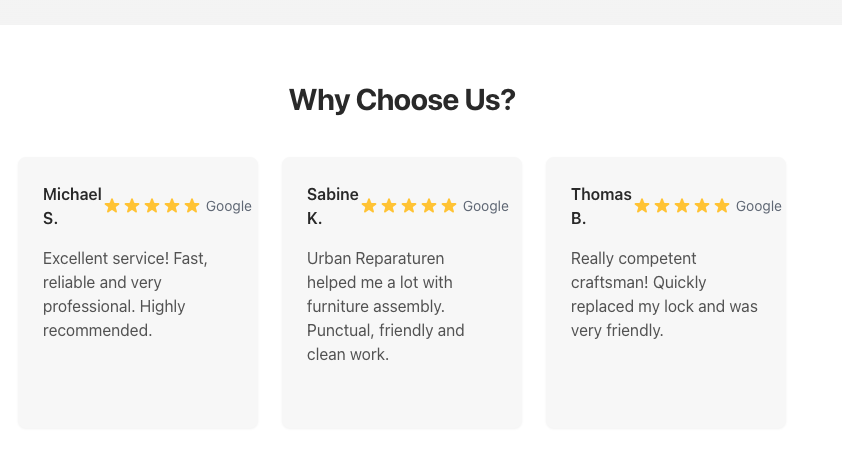 Why Choose Us?
Michael
S.
Google
Excellent service! Fast,
reliable and very
professional. Highly
recommended.
Sabine
K.
Google
Urban Reparaturen
helped me a lot with
furniture assembly.
Punctual, friendly and
clean work.
Thomas
B.
Google
Really competent
craftsman! Quickly
replaced my lock and was
very friendly.